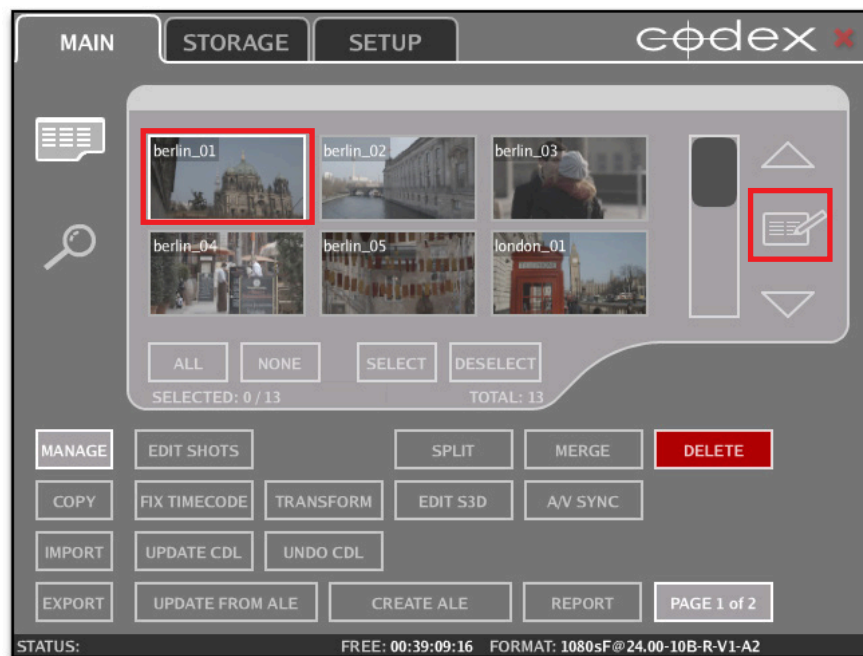 MAIN STORAGE SETUP codex
berlin_01 berlin_02 berlin_03
berlin_04 berlin_05 london_01
TELEPHONE
ALL NONE SELECT DESELECT
SELECTED: 0 / 13 TOTAL: 13
MANAGE EDIT SHOTS SPLIT MERGE DELETE
COPY FIX TIMECODE TRANSFORM EDIT S3D A/V SYNC
IMPORT UPDATE CDL UNDO CDL
EXPORT UPDATE FROM ALE CREATE ALE REPORT PAGE 1 of 2
STATUS: FREE: 00:39:09:16 FORMAT: 1080sF@24.00-10B-R-V1-A2